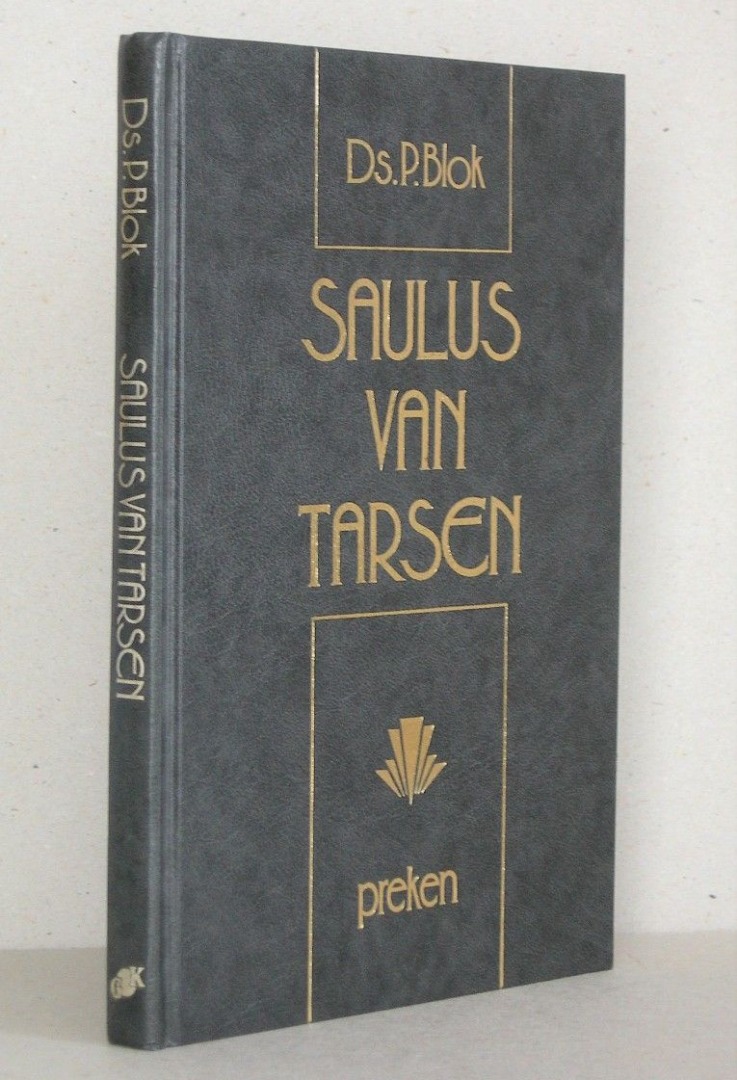 Ds. P. Blok
SAULUS VAN TARSEN
Ds. P. Blok
SAULUS
VAN
TARSEN
preken